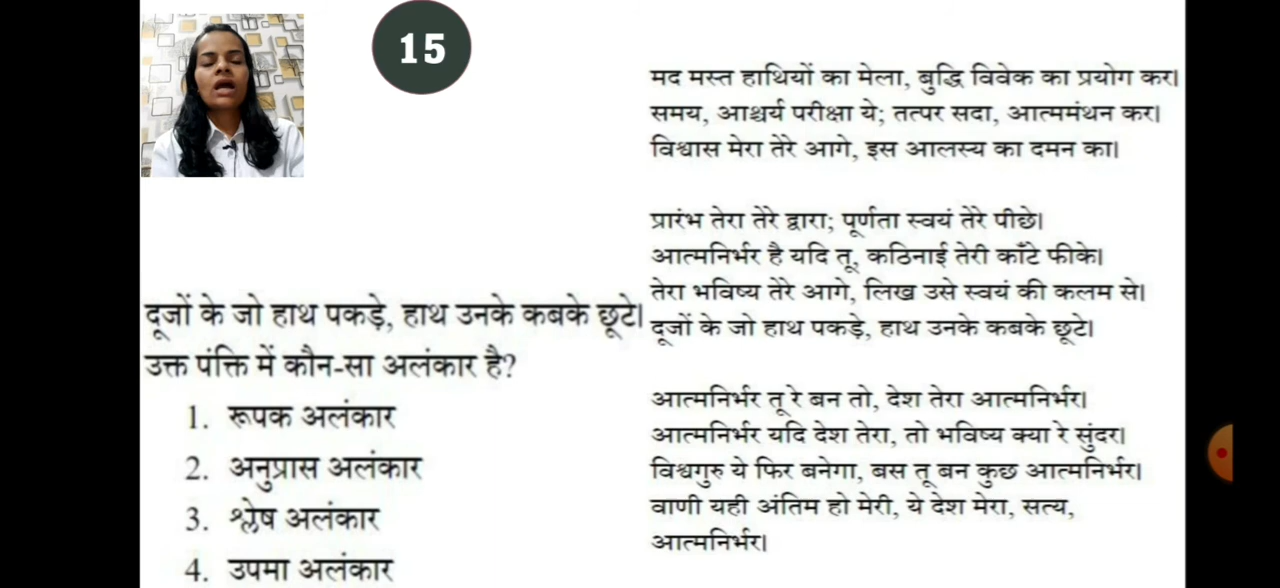 15
मद मस्त हाथियों का मेला, बुद्धि विवेक का प्रयोग कर।
समय, आश्चर्य परीक्षा ये; तत्पर सदा, आत्ममंथन कर।
विश्वास मेरा तेरे आगे, इस आलस्य का दमन का।
प्रारंभ तेरा तेरे द्वारा; पूर्णता स्वयं तेरे पीछे।
आत्मनिर्भर है यदि तू, कठिनाई तेरी काँटे फीके।
तेरा भविष्य तेरे आगे, लिख उसे स्वयं की कलम से।
दूजों के जो हाथ पकड़े, हाथ उनके कबके छूटे।
आत्मनिर्भर तू रे बन तो, देश तेरा आत्मनिर्भर।
आत्मनिर्भर यदि देश तेरा, तो भविष्य क्या रे सुंदर।
विश्वगुरु ये फिर बनेगा, बस तू बन कुछ आत्मनिर्भर।
वाणी यही अंतिम हो मेरी, ये देश मेरा, सत्य,
आत्मनिर्भर।
दूजों के जो हाथ पकड़े, हाथ उनके कबके छूटे।
उक्त पंक्ति में कौन-सा अलंकार है?
1. रूपक अलंकार
2. अनुप्रास अलंकार
3. श्लेष अलंकार
4. उपमा अलंकार